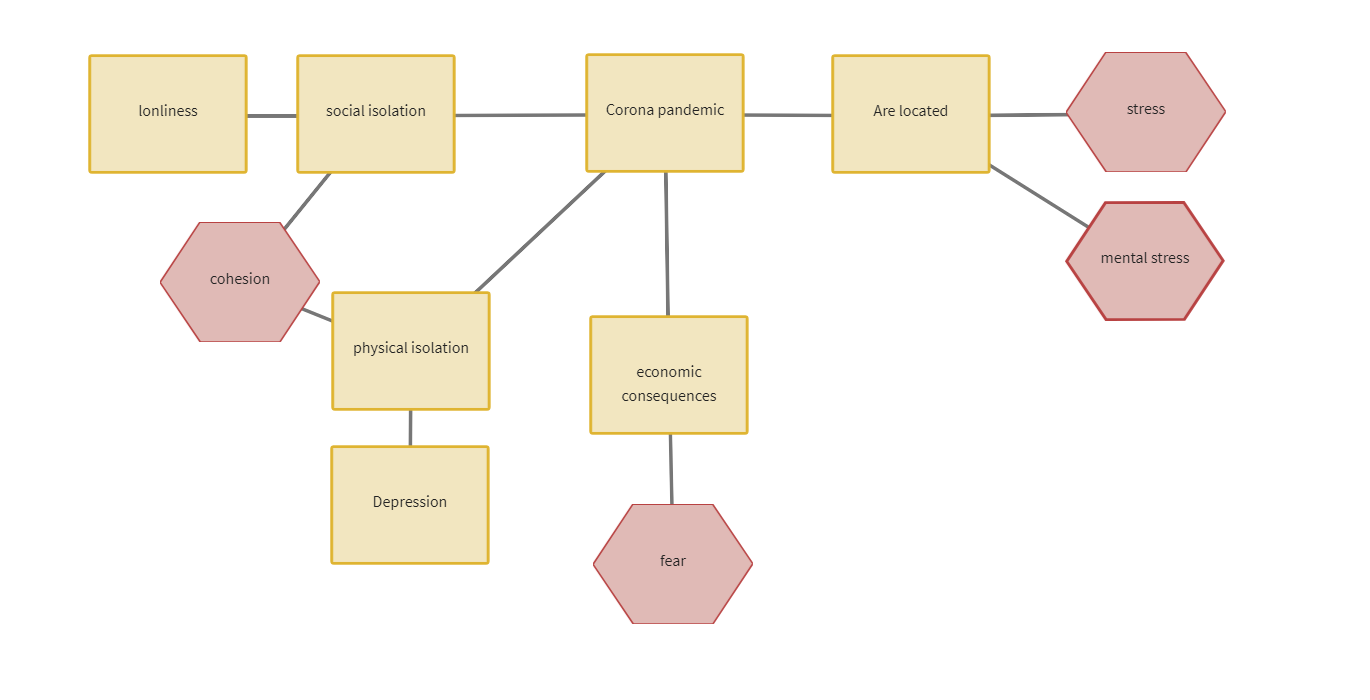 lonliness
social isolation
Corona pandemic
Are located
stress
cohesion
mental stress
physical isolation
economic
consequences
Depression
fear